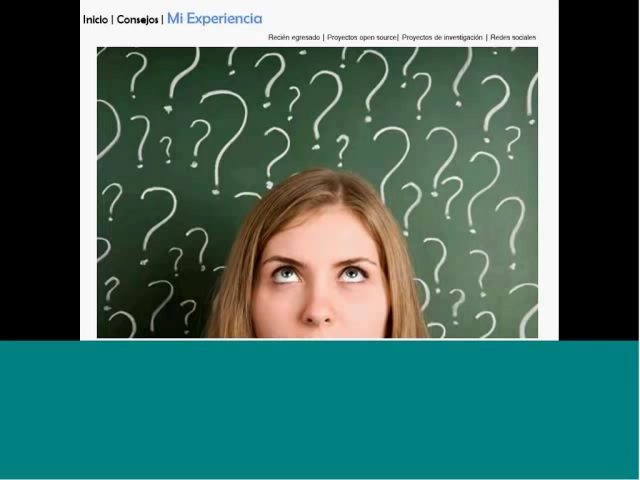 Inicio | Consejos | Mi Experiencia
Recién egresado | Proyectos open source| Proyectos de investigación | Redes sociales